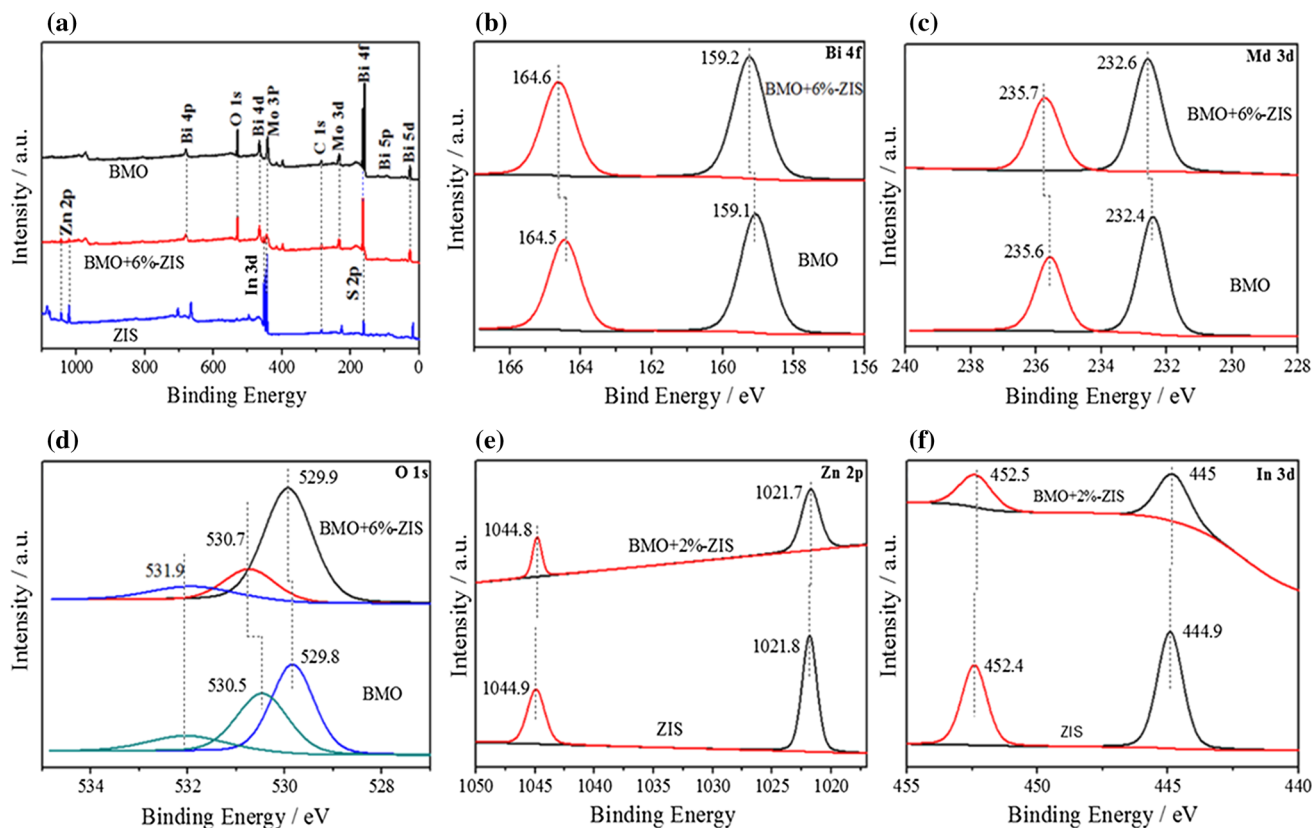 (a)
Intensity / a.u.
Zn 2p
Bi 4p
O 1s
Bi 4d
Mo 3P
C 1s
Mo 3d
Bi 4f
Bi 5p
Bi 5d
BMO
BMO+6%-ZIS
In 3d
S 2p
ZIS
1000 800 600 400 200 0
Binding Energy
(b)
Bi 4f
Intensity / a.u.
164.6
159.2
BMO+6%-ZIS
164.5
159.1
BMO
166 164 162 160 158 156
Bind Energy / eV
(c)
Md 3d
Intensity / a.u.
235.7
232.6
BMO+6%-ZIS
235.6
232.4
BMO
240 238 236 234 232 230 228
Binding Energy / eV
(d)
O 1s
Intensity / a.u.
529.9
BMO+6%-ZIS
530.7
531.9
529.8
530.5
BMO
534 532 530 528
Binding Energy / eV
(e)
Zn 2p
Intensity / a.u.
1021.7
1044.8
BMO+2%-ZIS
1021.8
1044.9
ZIS
1050 1045 1040 1035 1030 1025 1020
Binding Energy
(f)
In 3d
Intensity / a.u.
452.5
445
BMO+2%-ZIS
444.9
452.4
ZIS
455 450 445 440
Binding Energy / eV